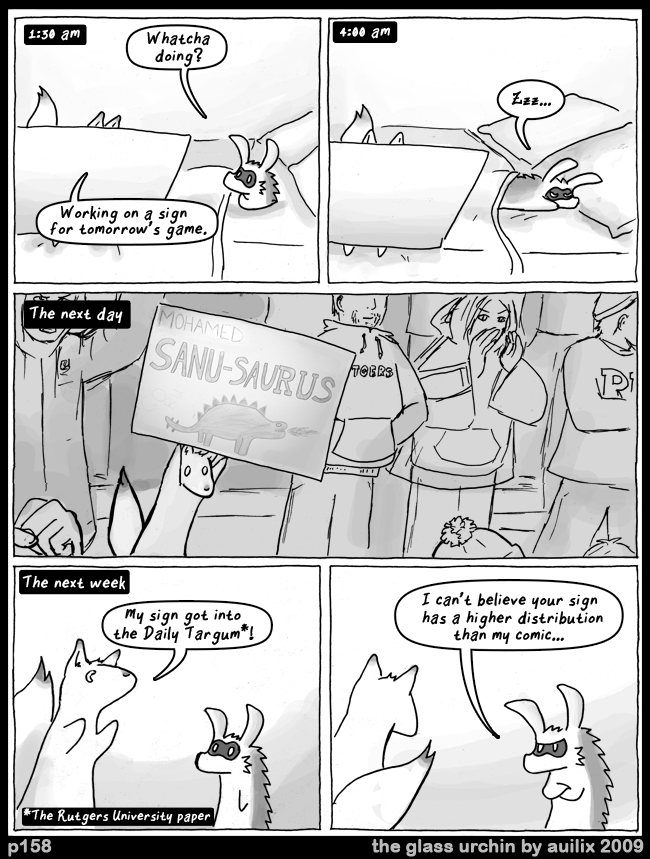 1:30 am
Whatcha
doing?
Working on a sign
for tomorrow's game.
4:00 am
Zzz...
The next day
MOHAMED
SANU-SAURUS
TGERS
R
The next week
My sign got into
the Daily Targum*!
*The Rutgers University paper
I can't believe your sign
has a higher distribution
than my comic...
p158
the glass urchin by auilix 2009